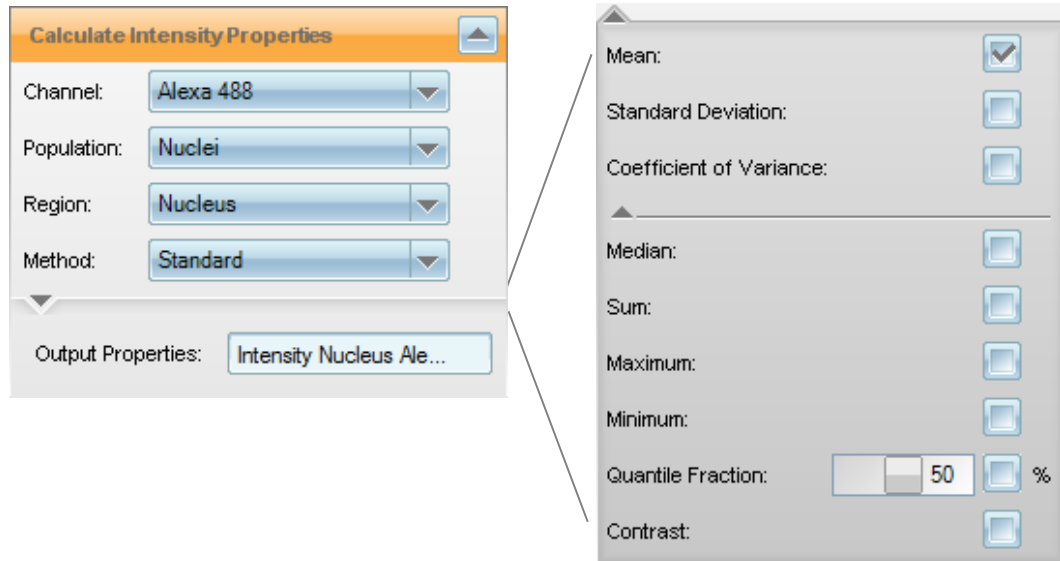 Calculate Intensity Properties
Channel: Alexa 488
Population: Nuclei
Region: Nucleus
Method: Standard
Output Properties: Intensity Nucleus Ale...
Mean:
Standard Deviation:
Coefficient of Variance:
Median:
Sum:
Maximum:
Minimum:
Quantile Fraction: 50 %
Contrast: